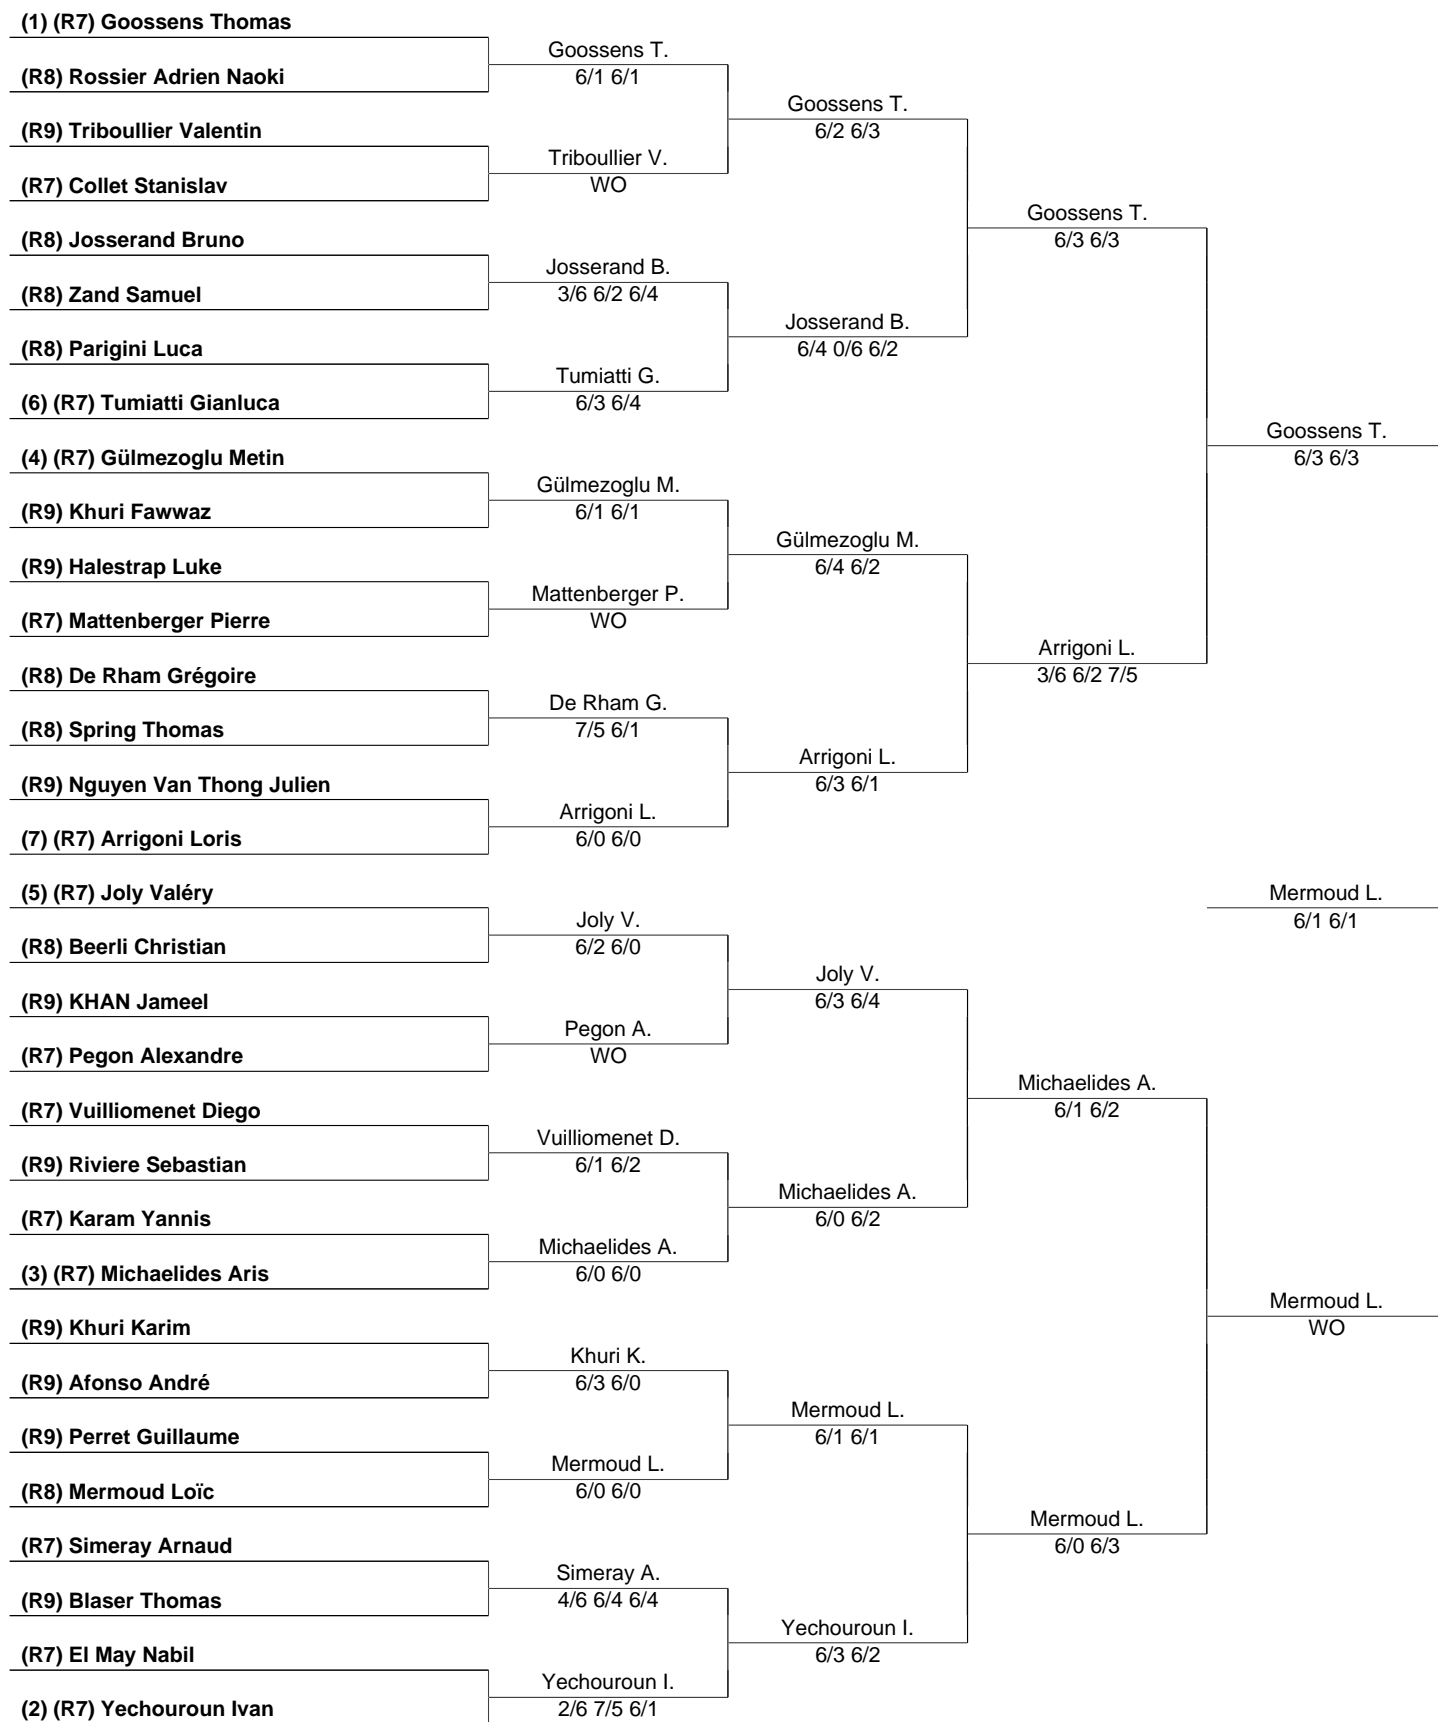 (1) (R7) Goossens Thomas
(R8) Rossier Adrien Naoki
(R9) Triboullier Valentin
(R7) Collet Stanislav
(R8) Josserand Bruno
(R8) Zand Samuel
(R8) Parigini Luca
(6) (R7) Tumiatti Gianluca
(4) (R7) Gülmezoglu Metin
(R9) Khuri Fawwaz
(R9) Halestrap Luke
(R7) Mattenberger Pierre
(R8) De Rham Grégoire
(R8) Spring Thomas
(R9) Nguyen Van Thong Julien
(7) (R7) Arrigoni Loris
(5) (R7) Joly Valéry
(R8) Beerli Christian
(R9) KHAN Jameel
(R7) Pegon Alexandre
(R7) Vuilliomenet Diego
(R9) Riviere Sebastian
(R7) Karam Yannis
(3) (R7) Michaelides Aris
(R9) Khuri Karim
(R9) Afonso André
(R9) Perret Guillaume
(R8) Mermoud Loïc
(R7) Simeray Arnaud
(R9) Blaser Thomas
(R7) El May Nabil
(2) (R7) Yechouroun Ivan
Goossens T.
6/1 6/1
Triboullier V.
WO
Josserand B.
3/6 6/2 6/4
Tumiatti G.
6/3 6/4
Gülmezoglu M.
6/1 6/1
Mattenberger P.
WO
De Rham G.
7/5 6/1
Arrigoni L.
6/0 6/0
Joly V.
6/2 6/0
Pegon A.
WO
Vuilliomenet D.
6/1 6/2
Michaelides A.
6/0 6/0
Khuri K.
6/3 6/0
Mermoud L.
6/0 6/0
Simeray A.
4/6 6/4 6/4
Yechouroun I.
2/6 7/5 6/1
Goossens T.
6/2 6/3
Josserand B.
6/4 0/6 6/2
Gülmezoglu M.
6/4 6/2
Arrigoni L.
6/3 6/1
Joly V.
6/3 6/4
Michaelides A.
6/0 6/2
Mermoud L.
6/1 6/1
Yechouroun I.
6/3 6/2
Goossens T.
6/3 6/3
Arrigoni L.
3/6 6/2 7/5
Michaelides A.
6/1 6/2
Mermoud L.
6/0 6/3
Goossens T.
6/3 6/3
Mermoud L.
6/1 6/1
Mermoud L.
WO